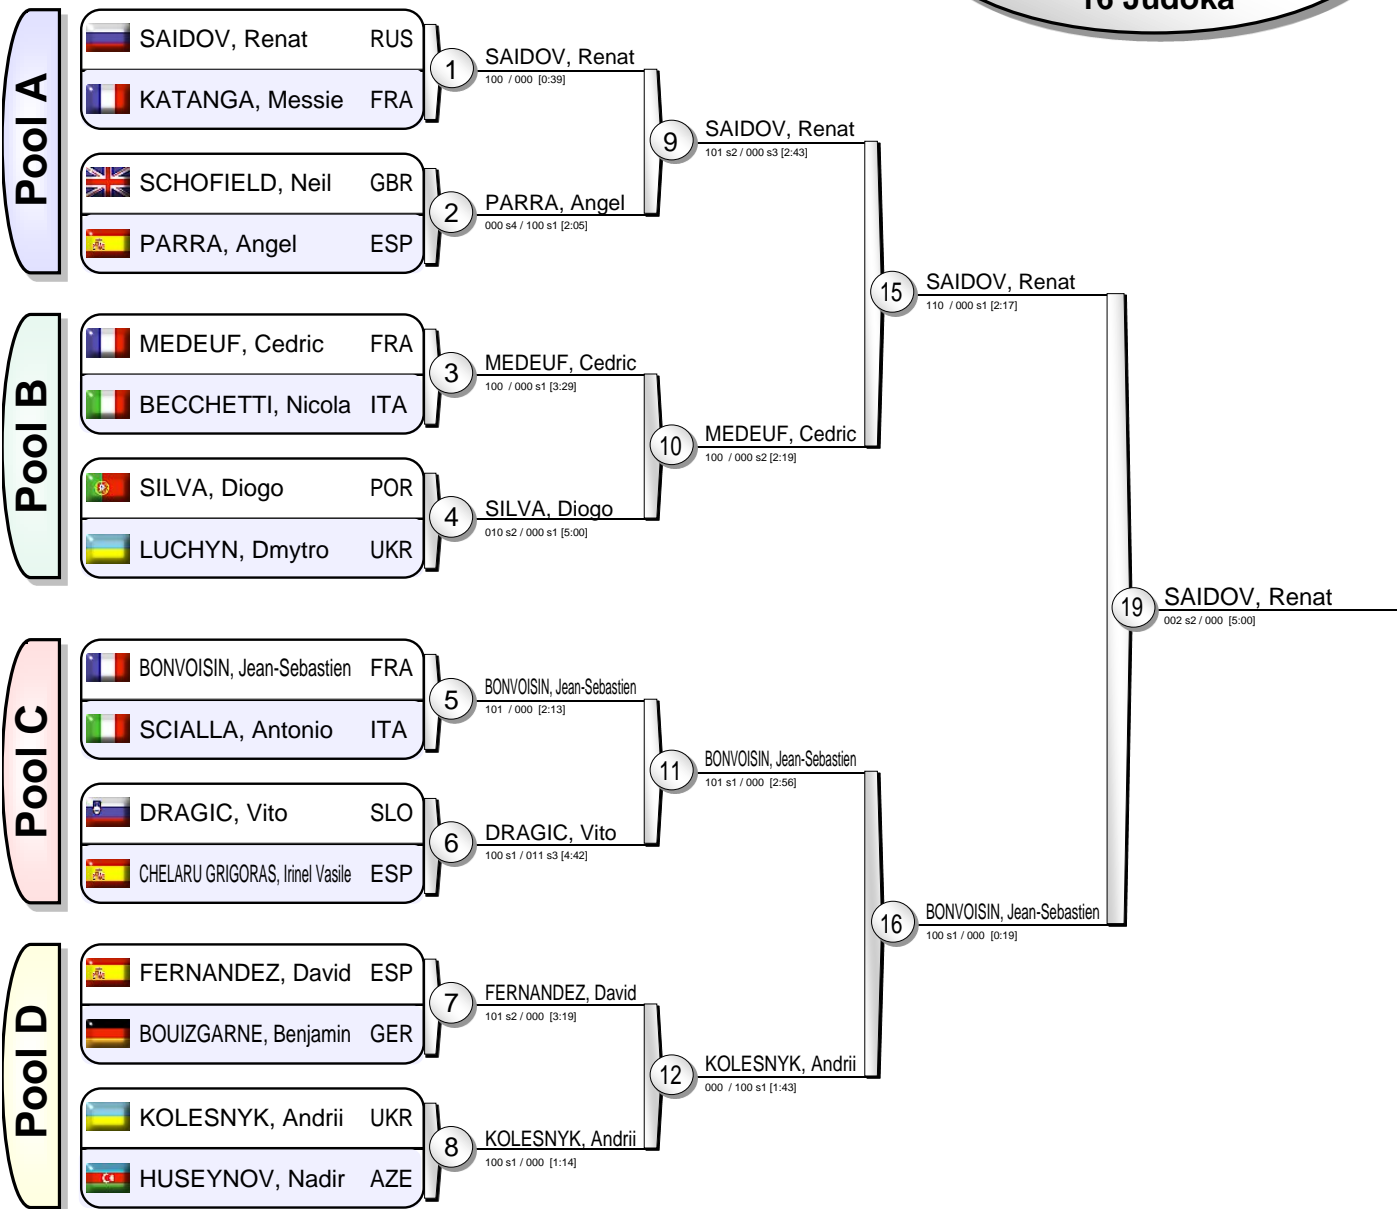 16 Judoka
Pool A
SAIDOV, Renat RUS
KATANGA, Messie FRA
SCHOFIELD, Neil GBR
PARRA, Angel ESP
Pool B
MEDEUF, Cedric FRA
BECCHETTI, Nicola ITA
SILVA, Diogo POR
LUCHYN, Dmytro UKR
Pool C
BONVOISIN, Jean-Sebastien FRA
SCIALLA, Antonio ITA
DRAGIC, Vito SLO
CHELARU GRIGORAS, Irinel Vasile ESP
Pool D
FERNANDEZ, David ESP
BOUIZGARNE, Benjamin GER
KOLESNYK, Andrii UKR
HUSEYNOV, Nadir AZE
1 SAIDOV, Renat
100 / 000 [0:39]
2 PARRA, Angel
000 s4 / 100 s1 [2:05]
3 MEDEUF, Cedric
100 / 000 s1 [3:29]
4 SILVA, Diogo
010 s2 / 000 s1 [5:00]
5 BONVOISIN, Jean-Sebastien
101 / 000 [2:13]
6 DRAGIC, Vito
100 s1 / 011 s3 [4:42]
7 FERNANDEZ, David
101 s2 / 000 [3:19]
8 KOLESNYK, Andrii
100 s1 / 000 [1:14]
9 SAIDOV, Renat
101 s2 / 000 s3 [2:43]
10 MEDEUF, Cedric
100 / 000 s2 [2:19]
11 BONVOISIN, Jean-Sebastien
101 s1 / 000 [2:56]
12 KOLESNYK, Andrii
000 / 100 s1 [1:43]
15 SAIDOV, Renat
110 / 000 s1 [2:17]
16 BONVOISIN, Jean-Sebastien
100 s1 / 000 [0:19]
19 SAIDOV, Renat
002 s2 / 000 [5:00]